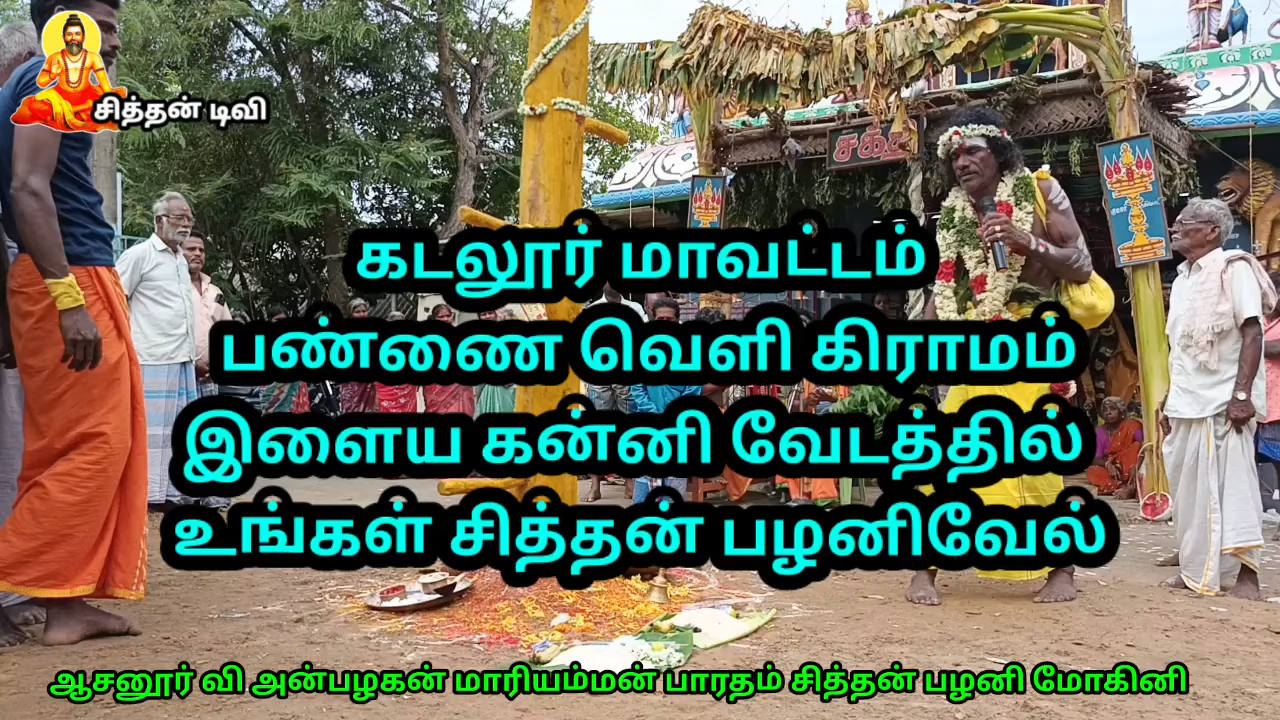 சித்தன் டிவி
சக்தி
கடலூர் மாவட்டம்
பண்ணை வெளி கிராமம்
இளைய கன்னி வேடத்தில்
உங்கள் சித்தன் பழனிவேல்
ஆசனூர் வி அன்பழகன் மாரியம்மன் பாரதம் சித்தன் பழனி மோகினி